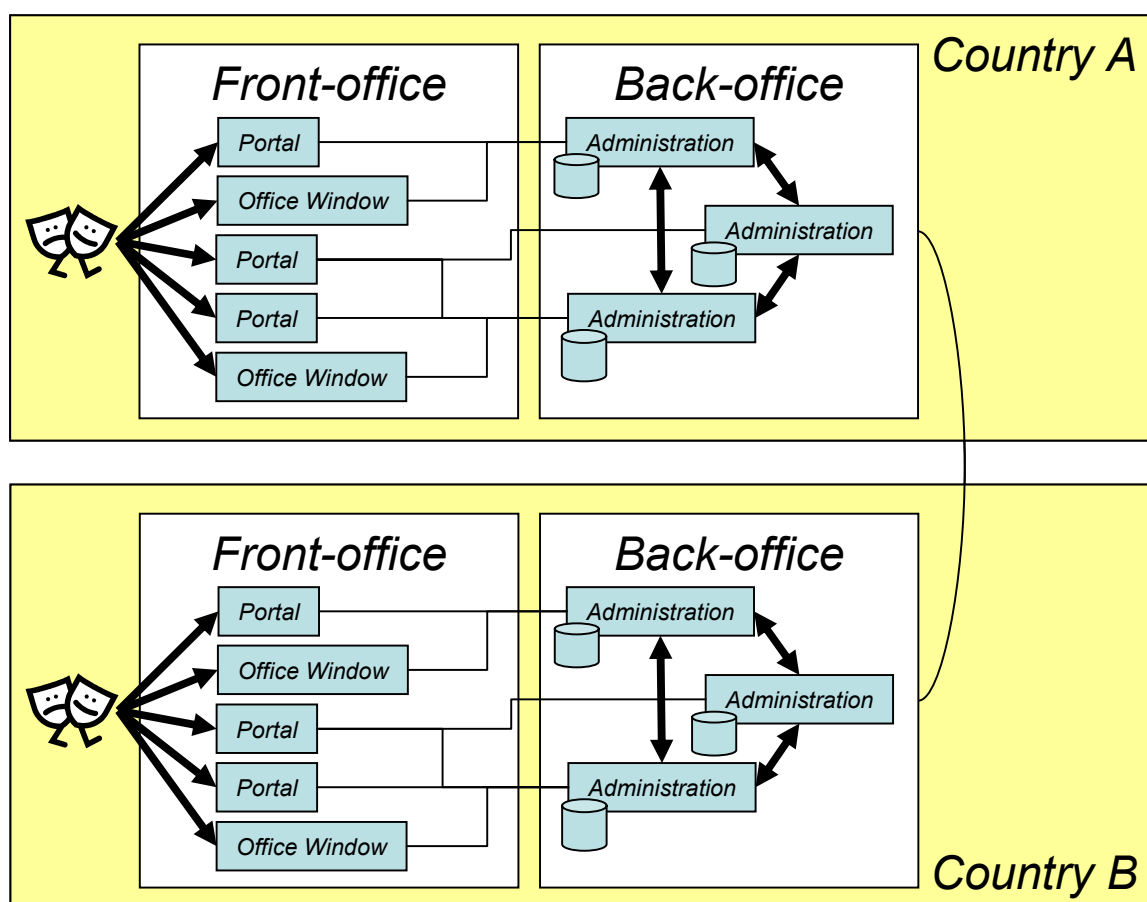 Country A
Front-office
Back-office
Portal
Administration
Office Window
Administration
Portal
Portal
Administration
Office Window
Front-office
Back-office
Portal
Administration
Office Window
Administration
Portal
Portal
Administration
Office Window
Country B